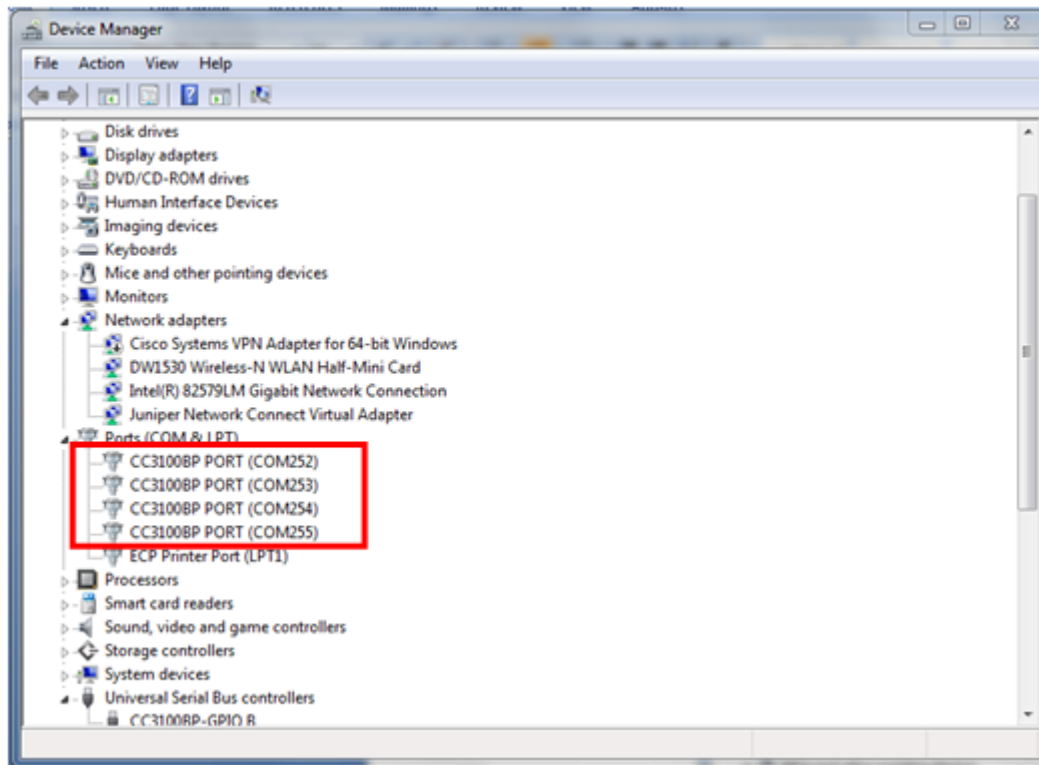 Device Manager
File Action View Help
Disk drives
Display adapters
DVD/CD-ROM drives
Human Interface Devices
Imaging devices
Keyboards
Mice and other pointing devices
Monitors
Network adapters
Cisco Systems VPN Adapter for 64-bit Windows
DW1530 Wireless-N WLAN Half-Mini Card
Intel(R) 82579LM Gigabit Network Connection
Juniper Network Connect Virtual Adapter
Ports (COM & LPT)
CC3100BP PORT (COM252)
CC3100BP PORT (COM253)
CC3100BP PORT (COM254)
CC3100BP PORT (COM255)
ECP Printer Port (LPT1)
Processors
Smart card readers
Sound, video and game controllers
Storage controllers
System devices
Universal Serial Bus controllers
CC3100BP-GPIO B